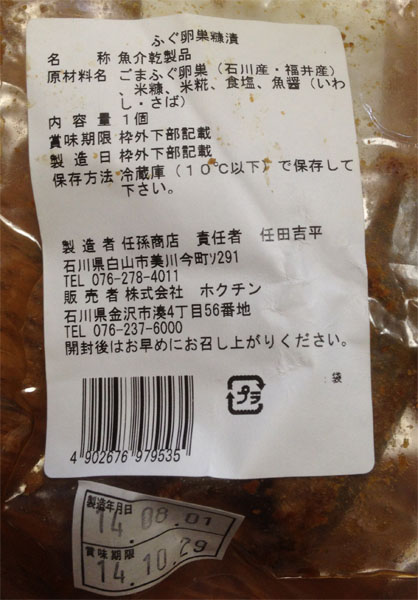 ふぐ卵巣糠漬
名称 魚介乾製品
原材料名 ごまふぐ卵巣（石川産・福井産）
、米糠、米糀、食塩、魚醤（いわ
し・さば）
内容量 1個
賞味期限 枠外下部記載
製造日 枠外下部記載
保存方法 冷蔵庫（10℃以下）で保存して
下さい。
製造者 任孫商店 責任者 任田吉平
石川県白山市美川今町ソ291
TEL 076-278-4011
販売者 株式会社 ホクチン
石川県金沢市湊4丁目56番地
TEL 076-237-6000
開封後はお早めにお召し上がりください。
プラ
:袋
4 902676 979535
製造年月日
14.08.01
賞味期限
14.10.29